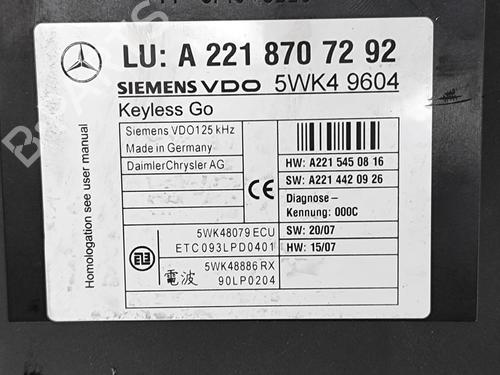 LU: A 221 870 72 92
SIEMENS VDO 5WK4 9604
Keyless Go
Homologation see user manual
Siemens VDO125 kHz
Made in Germany
DaimlerChrysler AG
HW: A221 545 08 16
SW: A221 442 09 26
CE
Diagnose –
Kennung: 000C
5WK48079 ECU
ETC093LPD0401
SW: 20/07
HW: 15/07
5WK48886 RX
電波 90LP0204